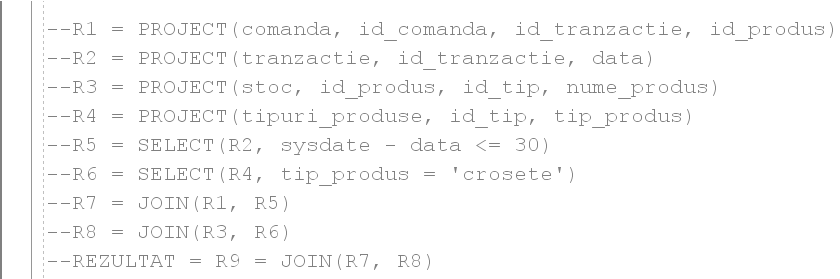 --R1 = PROJECT(comanda, id_comanda, id_tranzactie, id_produs)
--R2 = PROJECT(tranzactie, id_tranzactie, data)
--R3 = PROJECT(stoc, id_produs, id_tip, nume_produs)
--R4 = PROJECT(tipuri_produse, id_tip, tip_produs)
--R5 = SELECT(R2, sysdate - data <= 30)
--R6 = SELECT(R4, tip_produs = 'crosete')
--R7 = JOIN(R1, R5)
--R8 = JOIN(R3, R6)
--REZULTAT = R9 = JOIN(R7, R8)